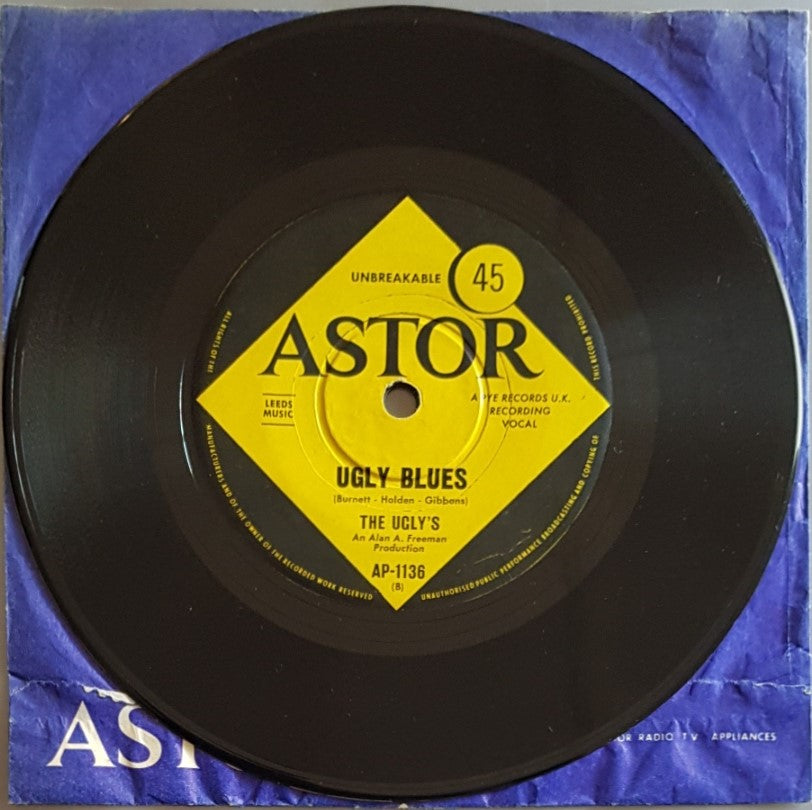 UNBREAKABLE
45
ASTOR
LEEDS
MUSIC
A PYE RECORDS U.K.
RECORDING
VOCAL
UGLY BLUES
(Burnett - Holden - Gibbons)
THE UGLY'S
An Alan A. Freeman
Production
AP-1136
(B)
ALL RIGHTS OF THE
MANUFACTURERS AND OF THE OWNER OF THE RECORDED WORK RESERVED
UNAUTHORISED PUBLIC PERFORMANCE BROADCASTING AND COPYING OF
THIS RECORD PROHIBITED
AST
OR RADIO TV APPLIANCES